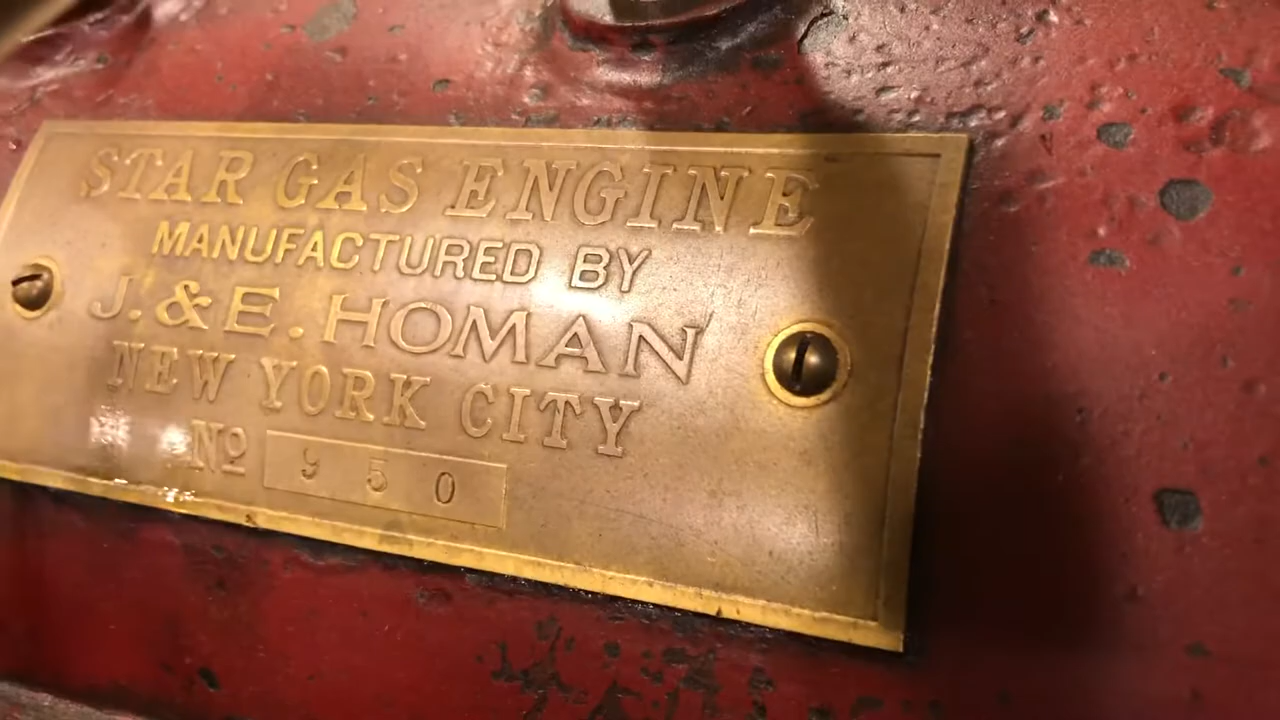 STAR GAS ENGINE
MANUFACTURED BY
J. & E. HOMAN
NEW YORK CITY
No 950